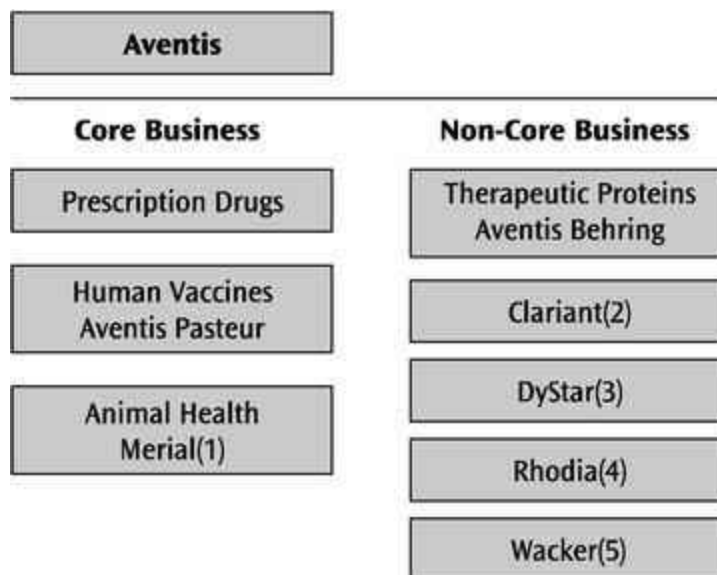 Aventis
Core Business
Prescription Drugs
Human Vaccines
Aventis Pasteur
Animal Health
Merial(1)
Non-Core Business
Therapeutic Proteins
Aventis Behring
Clariant(2)
DyStar(3)
Rhodia(4)
Wacker(5)